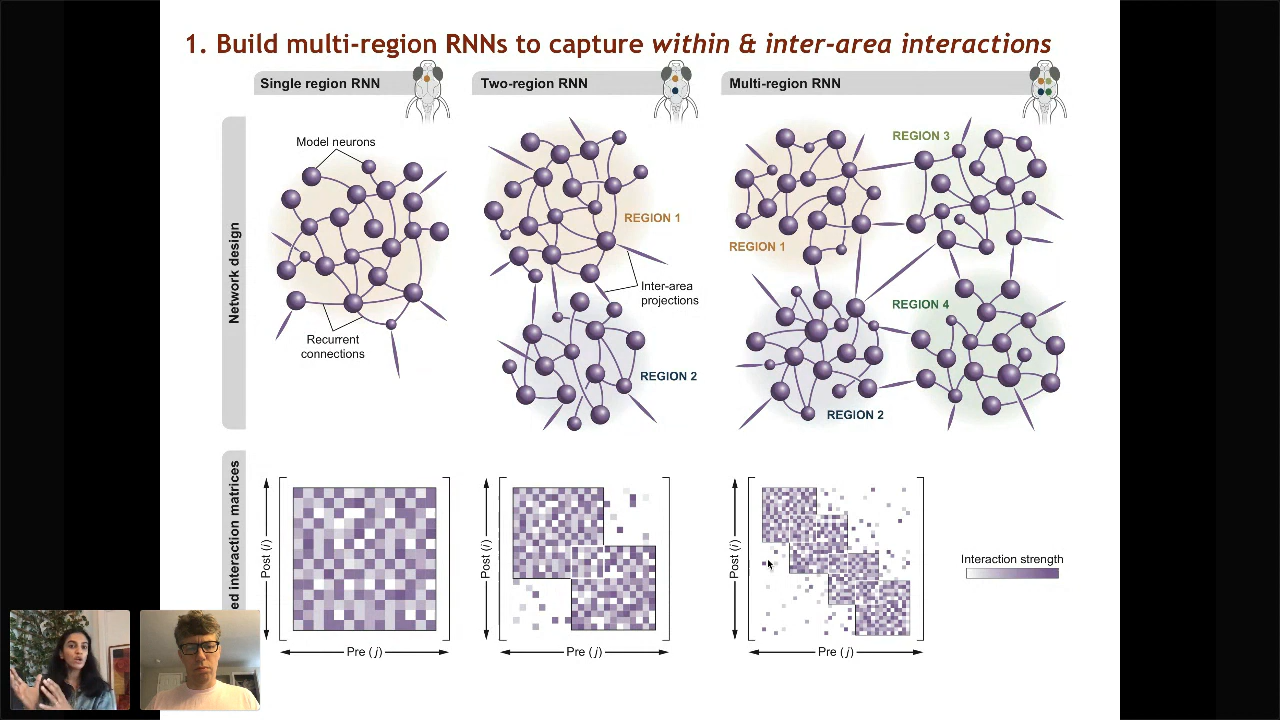 1. Build multi-region RNNs to capture within & inter-area interactions
Single region RNN
Two-region RNN
Multi-region RNN
Network design
Model neurons
Recurrent
connections
REGION 1
Inter-area
projections
REGION 2
REGION 3
REGION 1
REGION 4
REGION 2
ed interaction matrices
Post (i)
Pre (j)
Post (i)
Pre (j)
Post (i)
Pre (j)
Interaction strength